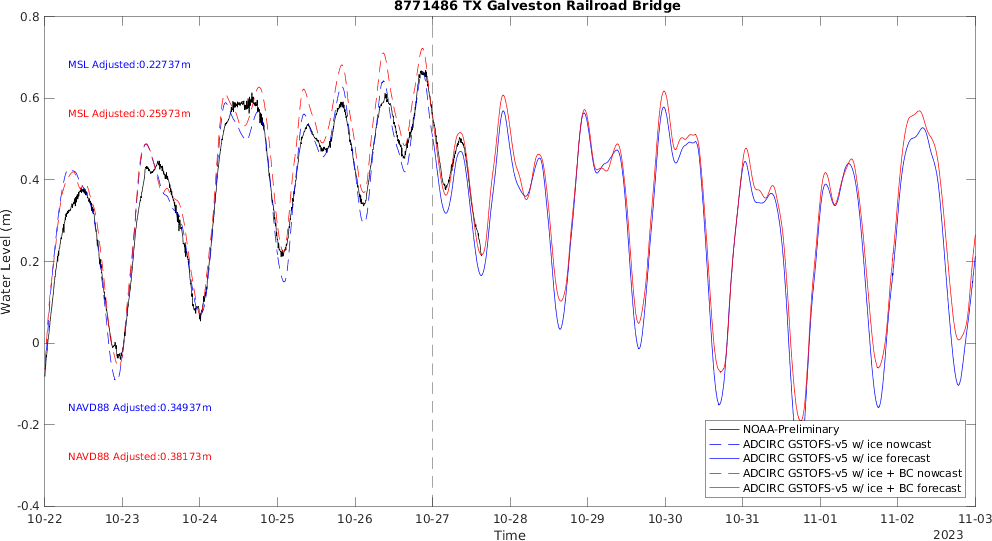 8771486 TX Galveston Railroad Bridge
0.8
0.6
0.4
0.2
0
-0.2
-0.4
Water Level (m)
MSL Adjusted:0.22737m
MSL Adjusted:0.25973m
NAVD88 Adjusted:0.34937m
NAVD88 Adjusted:0.38173m
NOAA-Preliminary
ADCIRC GSTOFS-v5 w/ ice nowcast
ADCIRC GSTOFS-v5 w/ ice forecast
ADCIRC GSTOFS-v5 w/ ice + BC nowcast
ADCIRC GSTOFS-v5 w/ ice + BC forecast
10-22 10-23 10-24 10-25 10-26 10-27 10-28 10-29 10-30 10-31 11-01 11-02 11-03
Time
2023